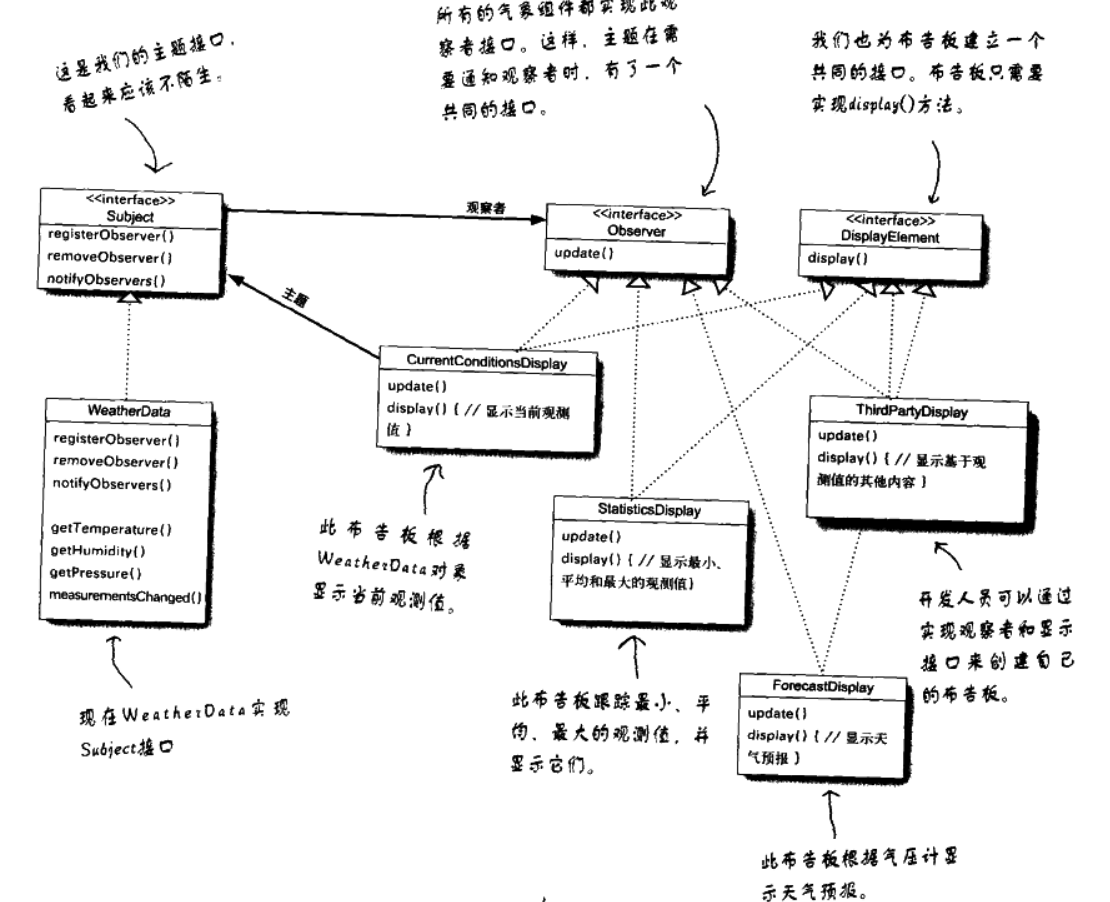 这是我们的主题接口，
看起来应该不陌生。
所有的气象组件都实现此观
察者接口。这样，主题在需
要通知观察者时，有了一个
共同的接口。
我们也为布告板建立一个
共同的接口。布告板只需要
实现display()方法。
<<interface>>
Subject
registerObserver()
removeObserver()
notifyObservers()
观察者
<<interface>>
Observer
update()
<<interface>>
DisplayElement
display()
主题
WeatherData
registerObserver()
removeObserver()
notifyObservers()
getTemperature()
getHumidity()
getPressure()
measurementsChanged()
CurrentConditionsDisplay
update()
display() { // 显示当前观测
值 }
ThirdPartyDisplay
update()
display() { // 显示基于观
测值的其他内容 }
StatisticsDisplay
update()
display() { // 显示最小、
平均和最大的观测值}
此布告板根据
WeatherData对象
显示当前观测值。
开发人员可以通过
实现观察者和显示
接口来创建自己
的布告板。
ForecastDisplay
update()
display() { // 显示天
气预报 }
现在WeatherData实现
Subject接口
此布告板跟踪最小、平
均、最大的观测值，并
显示它们。
此布告板根据气压计显
示天气预报。